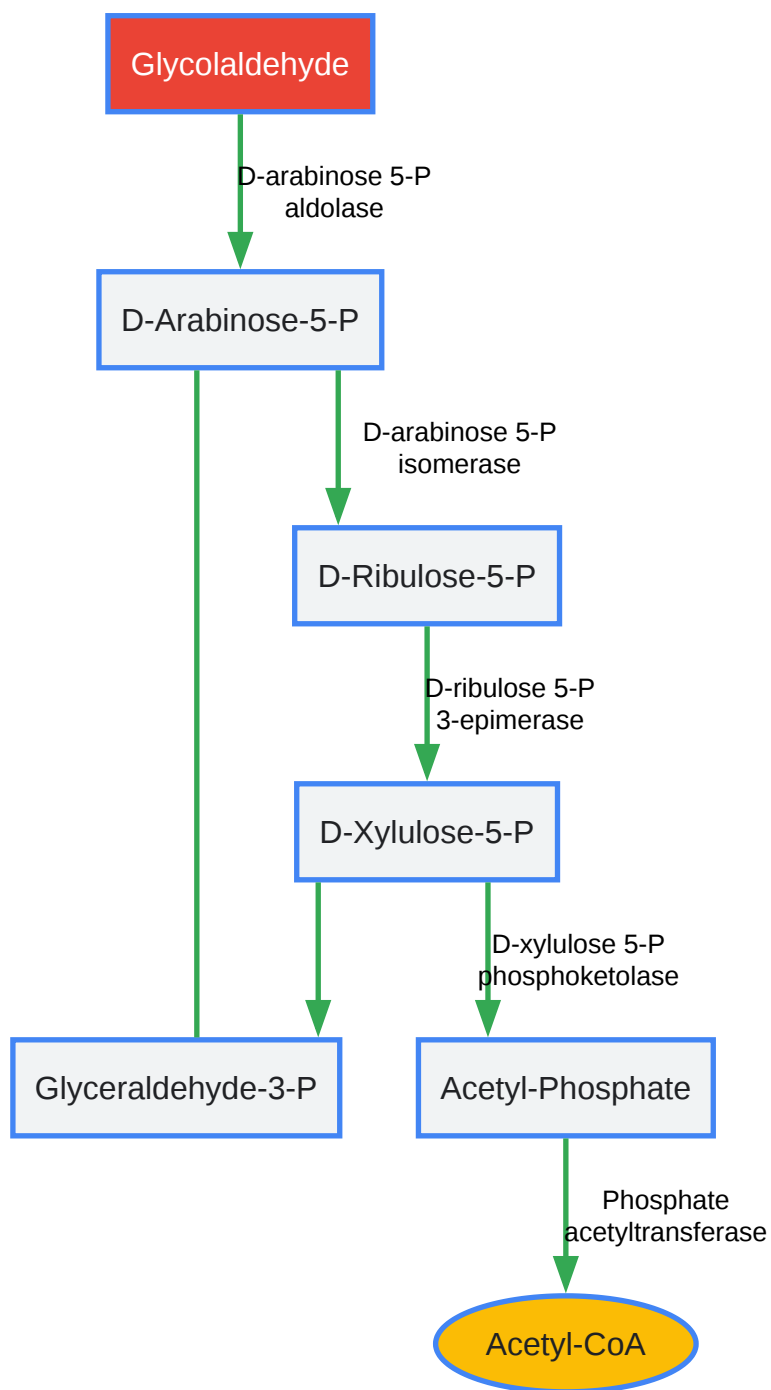 Glycolaldehyde
D-arabinose 5-P
aldolase
D-Arabinose-5-P
D-arabinose 5-P
isomerase
D-Ribulose-5-P
D-ribulose 5-P
3-epimerase
D-Xylulose-5-P
D-xylulose 5-P
phosphoketolase
Glyceraldehyde-3-P
Acetyl-Phosphate
Phosphate
acetyltransferase
Acetyl-CoA